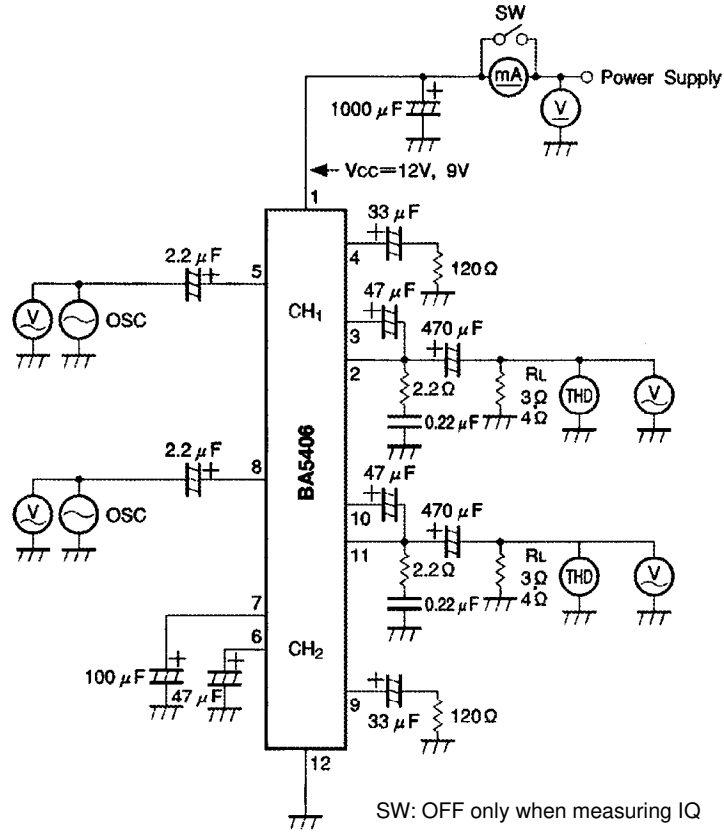 SW
mA
Power Supply
V
1000 μF
+
Vcc=12V, 9V
1
33 μF
+
4
120Ω
2.2 μF
+
5
V
OSC
CH1
47 μF
+
3
470 μF
+
2
2.2Ω
0.22 μF
RL
3Ω
4Ω
THD
V
BA5406
2.2 μF
+
8
V
OSC
47 μF
+
10
470 μF
+
11
2.2Ω
0.22 μF
RL
3Ω
4Ω
THD
V
7
6
CH2
100 μF
+
47 μF
+
9
+
33 μF
120Ω
12
SW: OFF only when measuring IQ